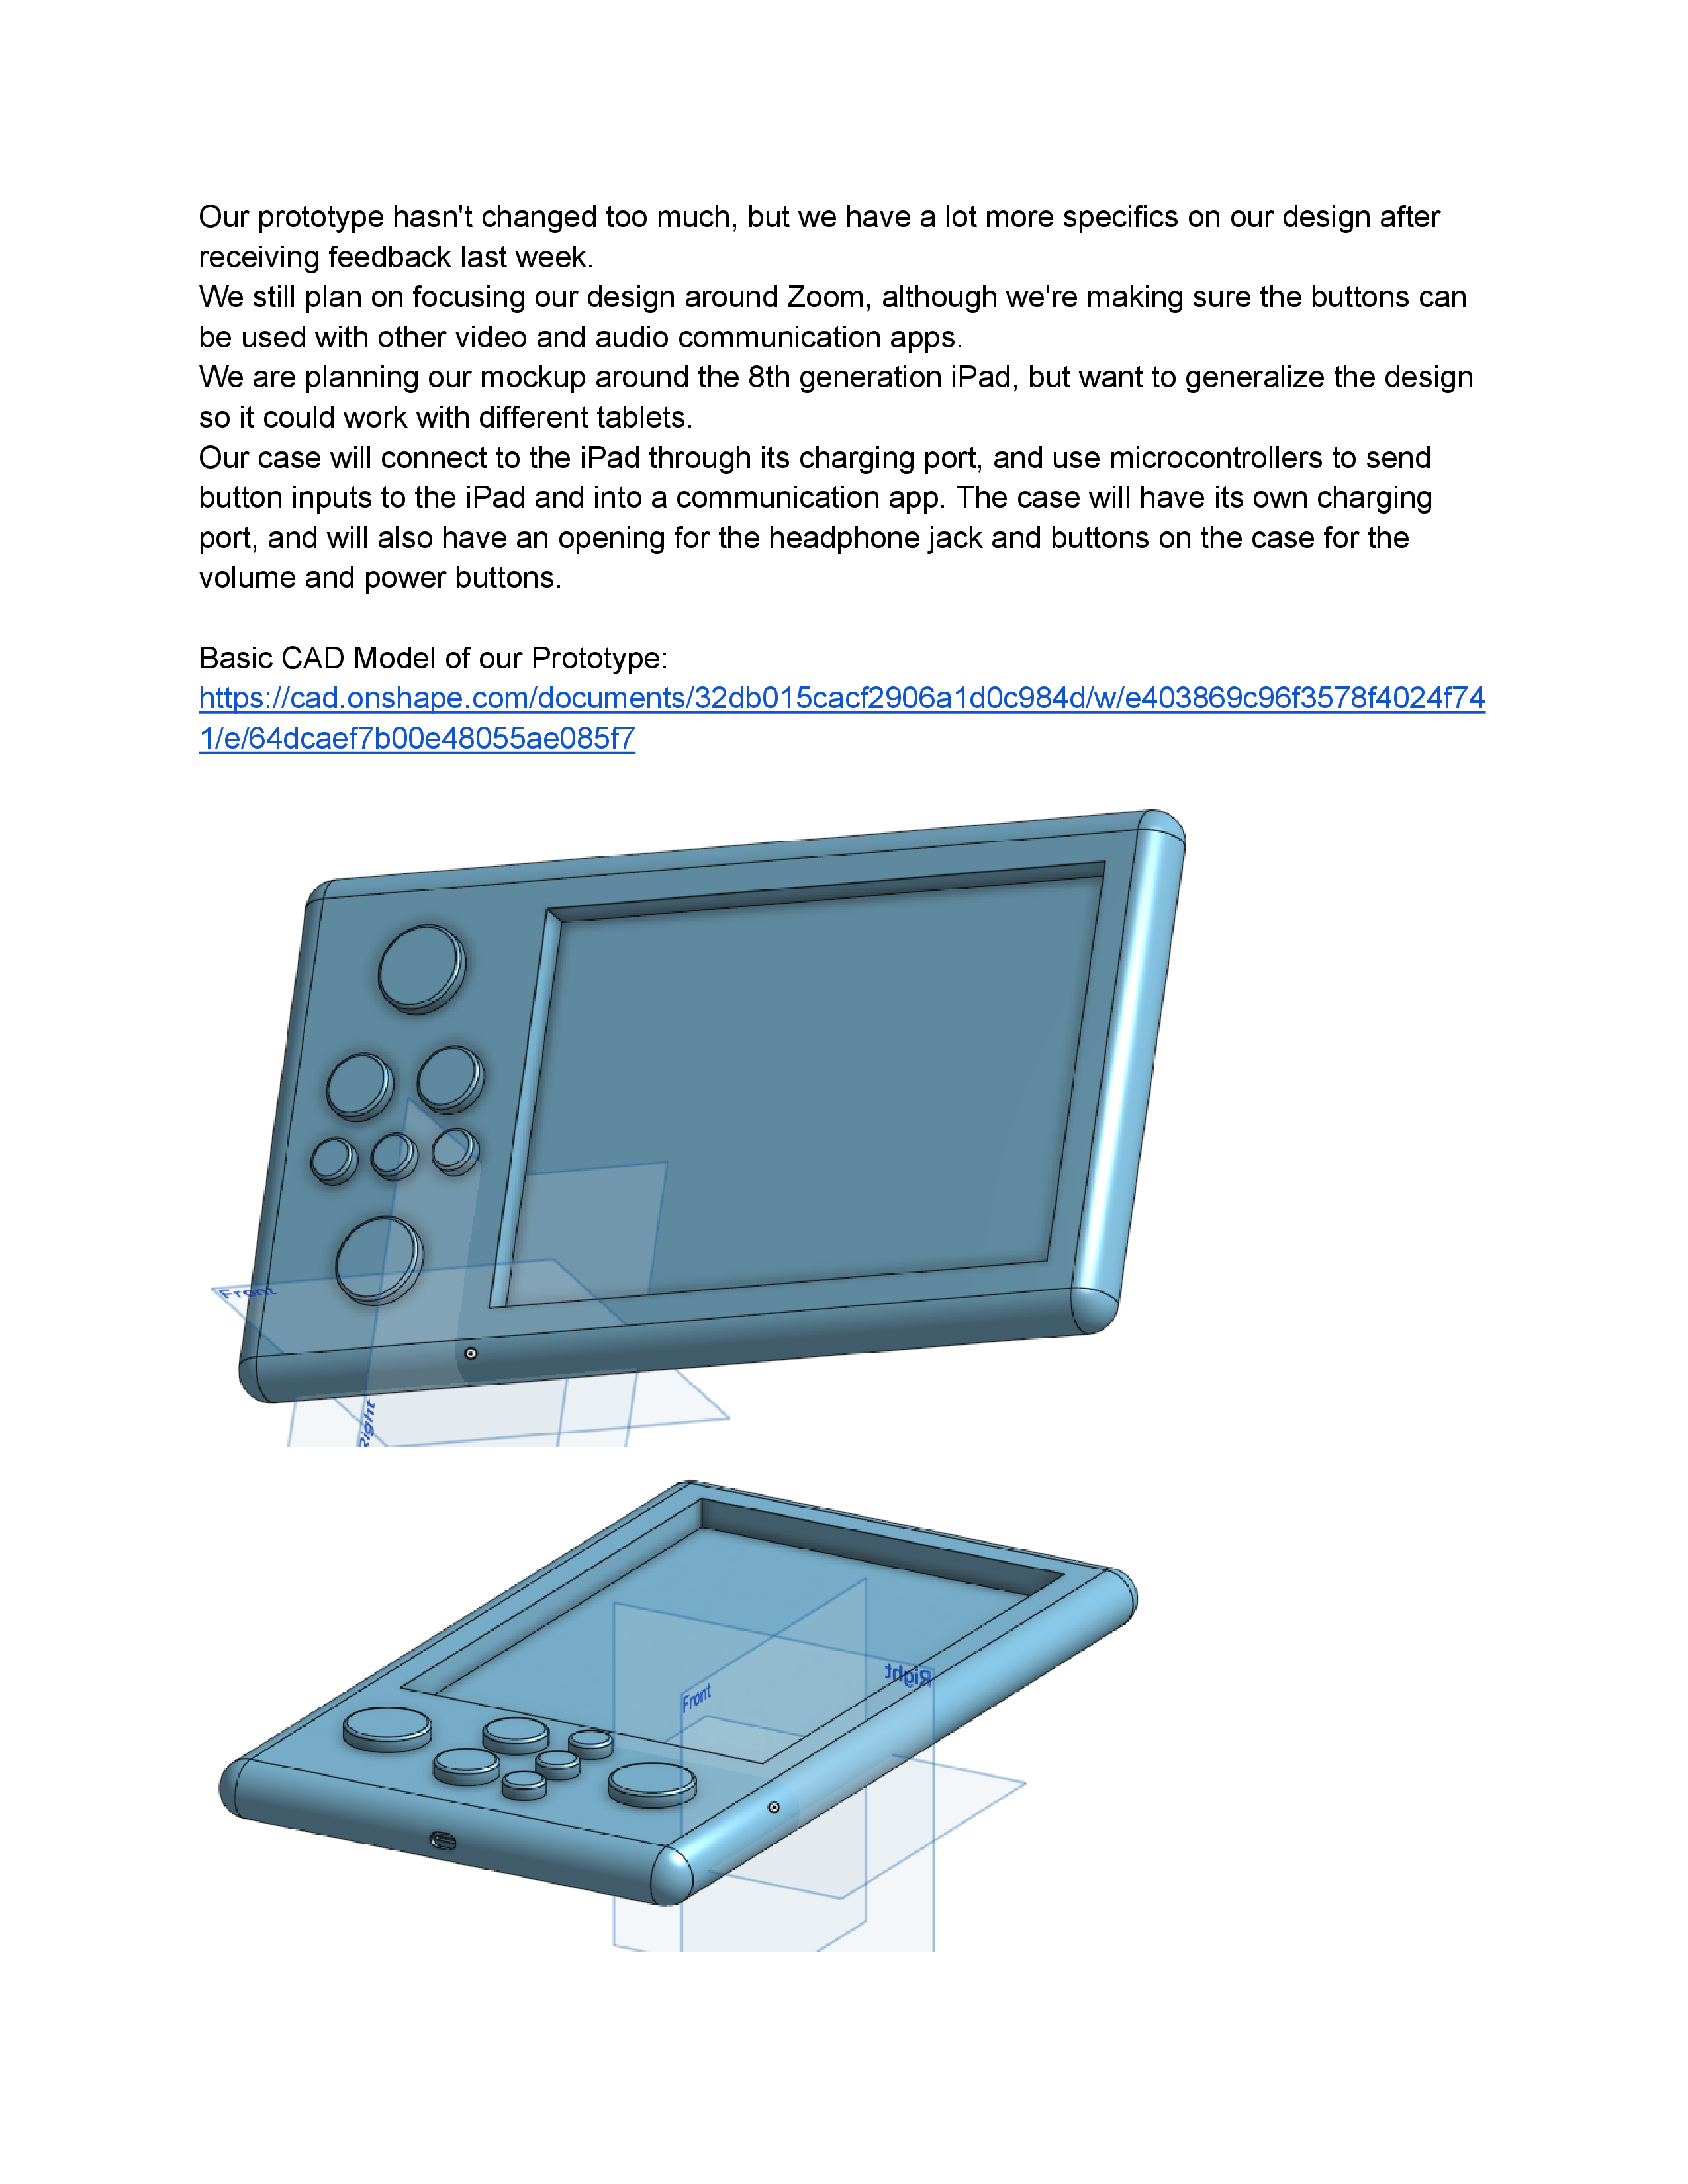 Our prototype hasn't changed too much, but we have a lot more specifics on our design after
receiving feedback last week.
We still plan on focusing our design around Zoom, although we're making sure the buttons can
be used with other video and audio communication apps.
We are planning our mockup around the 8th generation iPad, but want to generalize the design
so it could work with different tablets.
Our case will connect to the iPad through its charging port, and use microcontrollers to send
button inputs to the iPad and into a communication app. The case will have its own charging
port, and will also have an opening for the headphone jack and buttons on the case for the
volume and power buttons.
Basic CAD Model of our Prototype:
https://cad.onshape.com/documents/32db015cacf2906a1d0c984d/w/e403869c96f3578f4024f74
1/e/64dcaef7b00e48055ae085f7
Front
Right
Right
Front